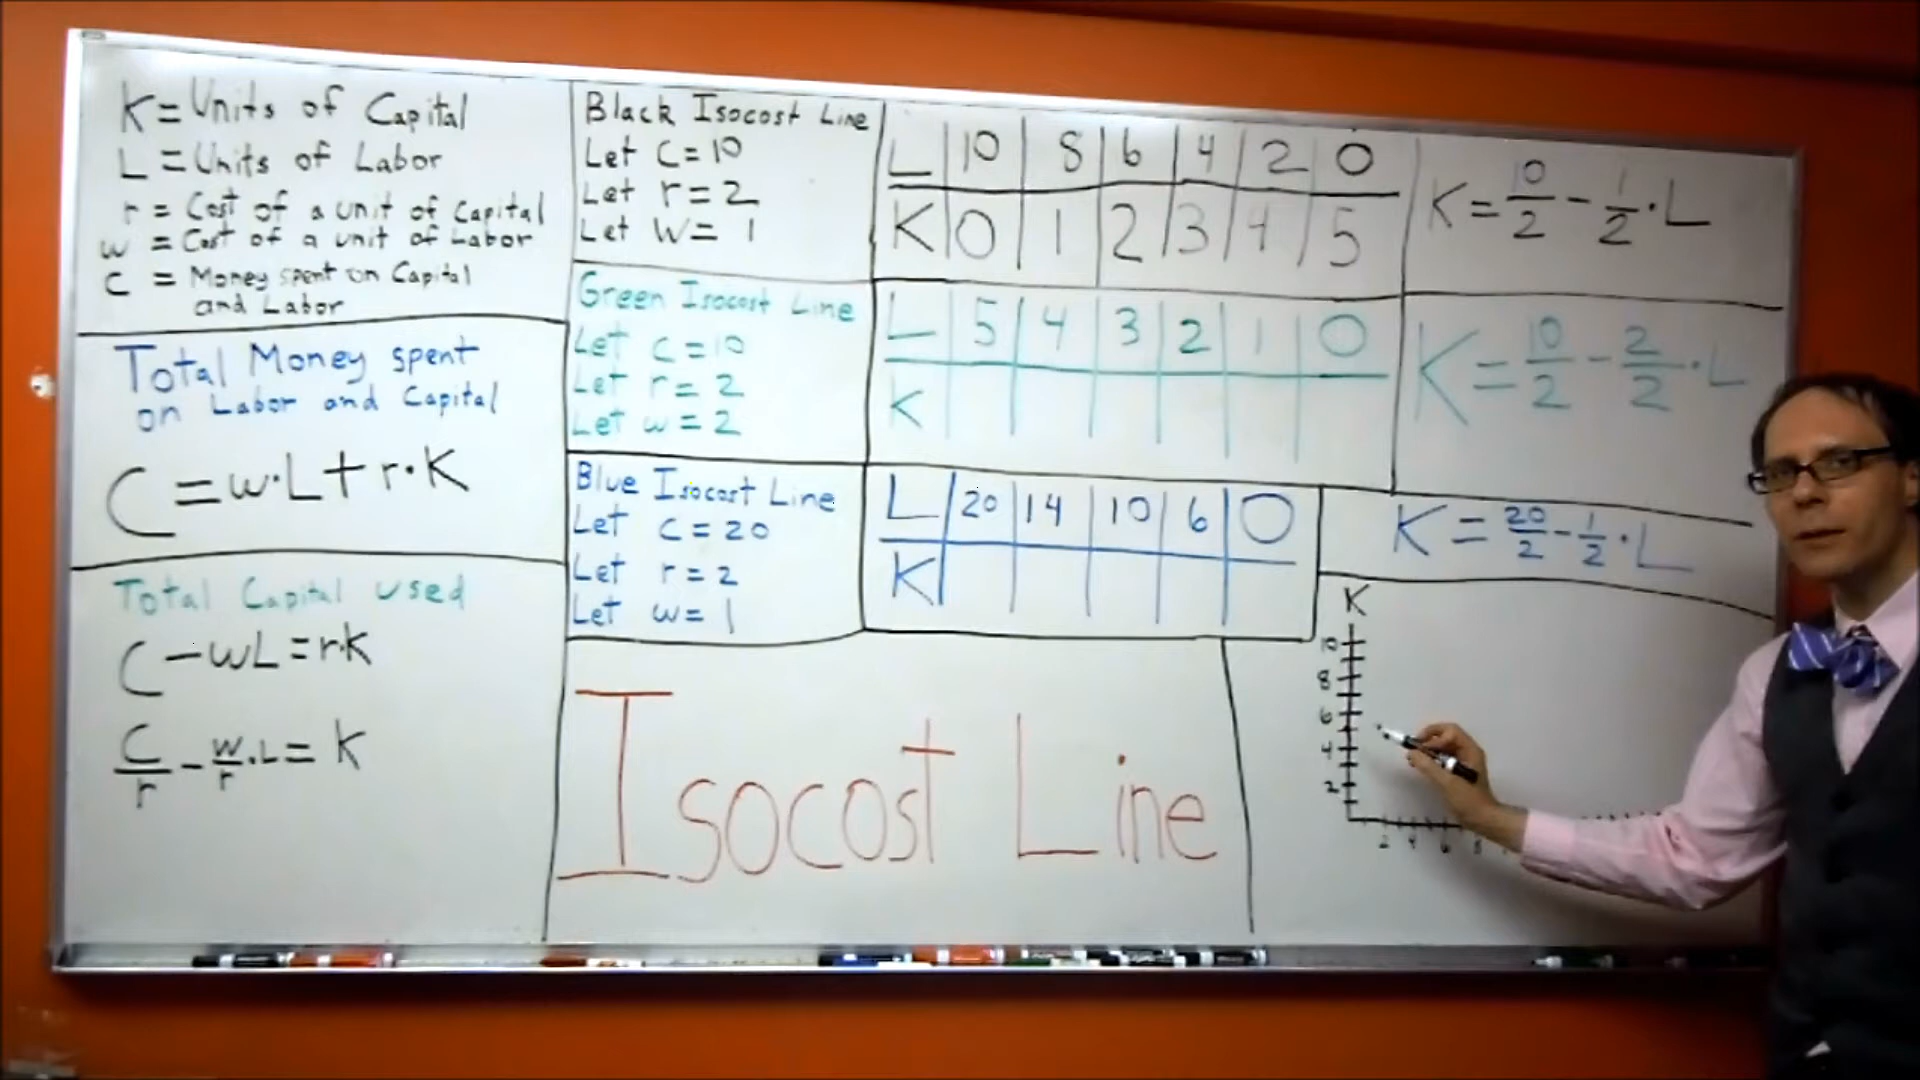 K = Units of Capital
L = Units of Labor
r = Cost of a unit of Capital
w = Cost of a unit of Labor
C = Money spent on Capital
and Labor
Total Money spent
on Labor and Capital
C = w·L + r·K
Total Capital used
C - wL = r·K
C/r - w/r·L = K
Black Isocost Line
Let C = 10
Let r = 2
Let W = 1
L 10 8 6 4 2 0
K 0 1 2 3 4 5
K = 10/2 - 1/2·L
Green Isocost Line
Let C = 10
Let r = 2
Let w = 2
L 5 4 3 2 1 0
K
K = 10/2 - 2/2·L
Blue Isocost Line
Let C = 20
Let r = 2
Let w = 1
L 20 14 10 6 0
K
K = 20/2 - 1/2·L
Isocost Line
K
10
8
6
4
2
2 4 6 8